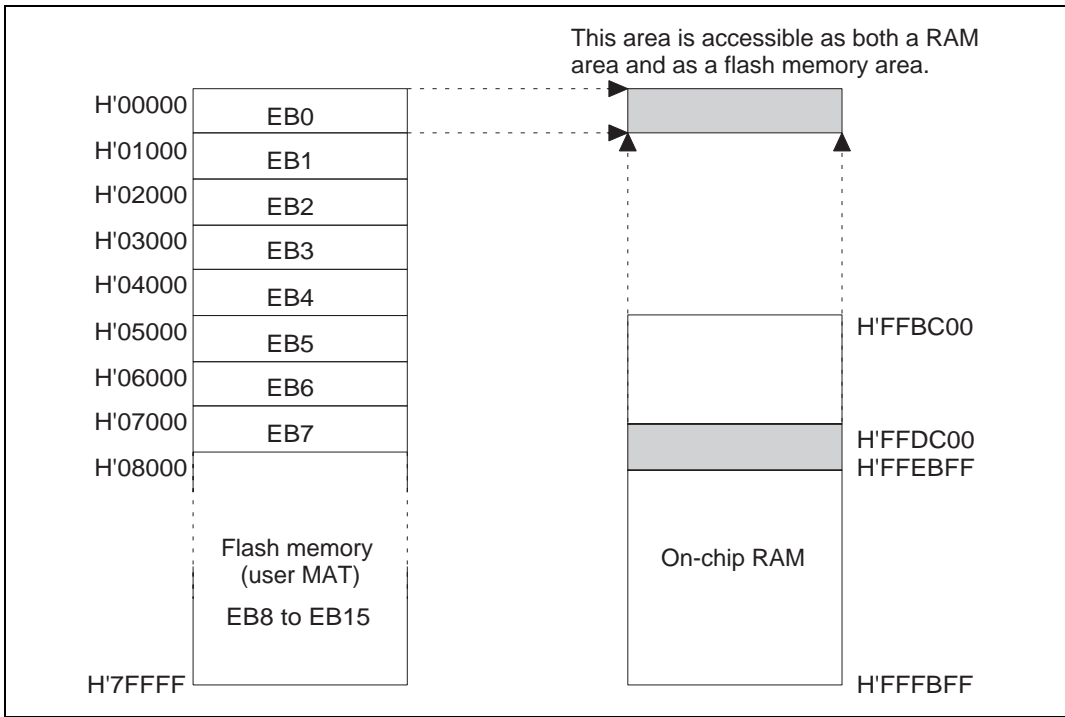 This area is accessible as both a RAM
area and as a flash memory area.
H'00000
EB0
H'01000
EB1
H'02000
EB2
H'03000
EB3
H'04000
EB4
H'05000
EB5
H'06000
EB6
H'07000
EB7
H'08000
Flash memory
(user MAT)
EB8 to EB15
H'7FFFF
H'FFBC00
H'FFDC00
H'FFEBFF
On-chip RAM
H'FFFBFF